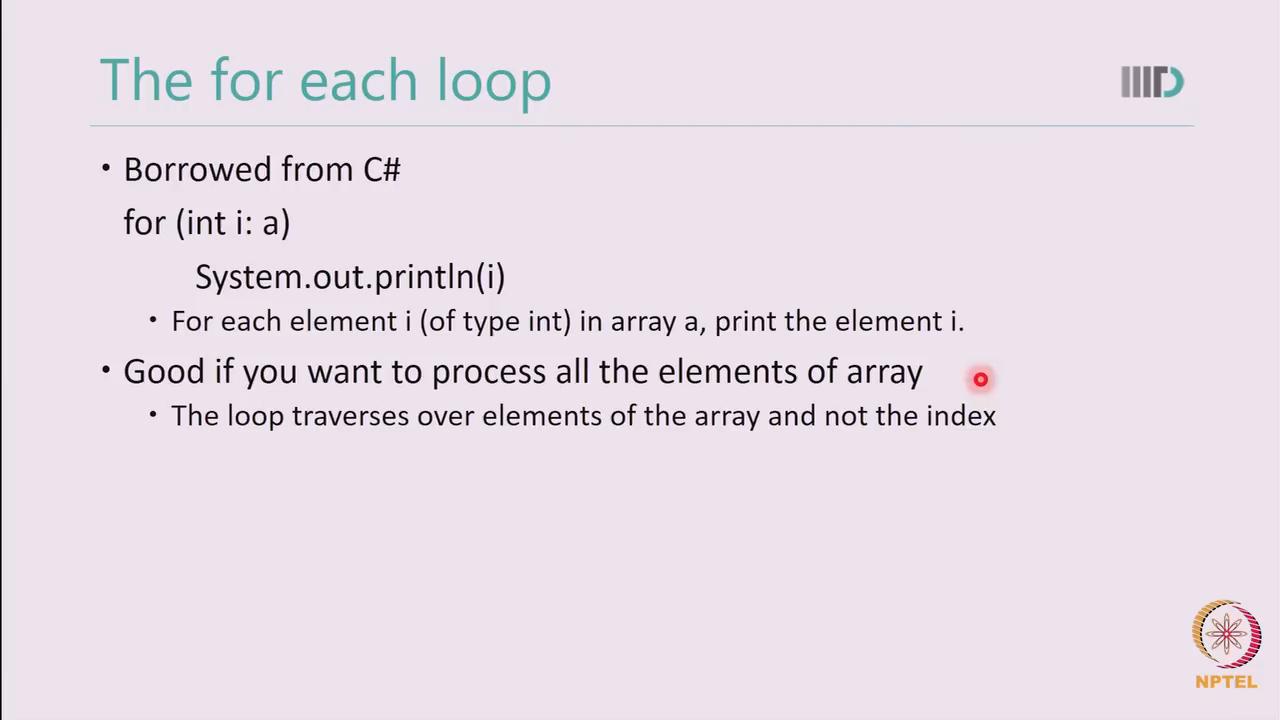 The for each loop
• Borrowed from C#
for (int i: a)
System.out.println(i)
• For each element i (of type int) in array a, print the element i.
• Good if you want to process all the elements of array
• The loop traverses over elements of the array and not the index
NPTEL